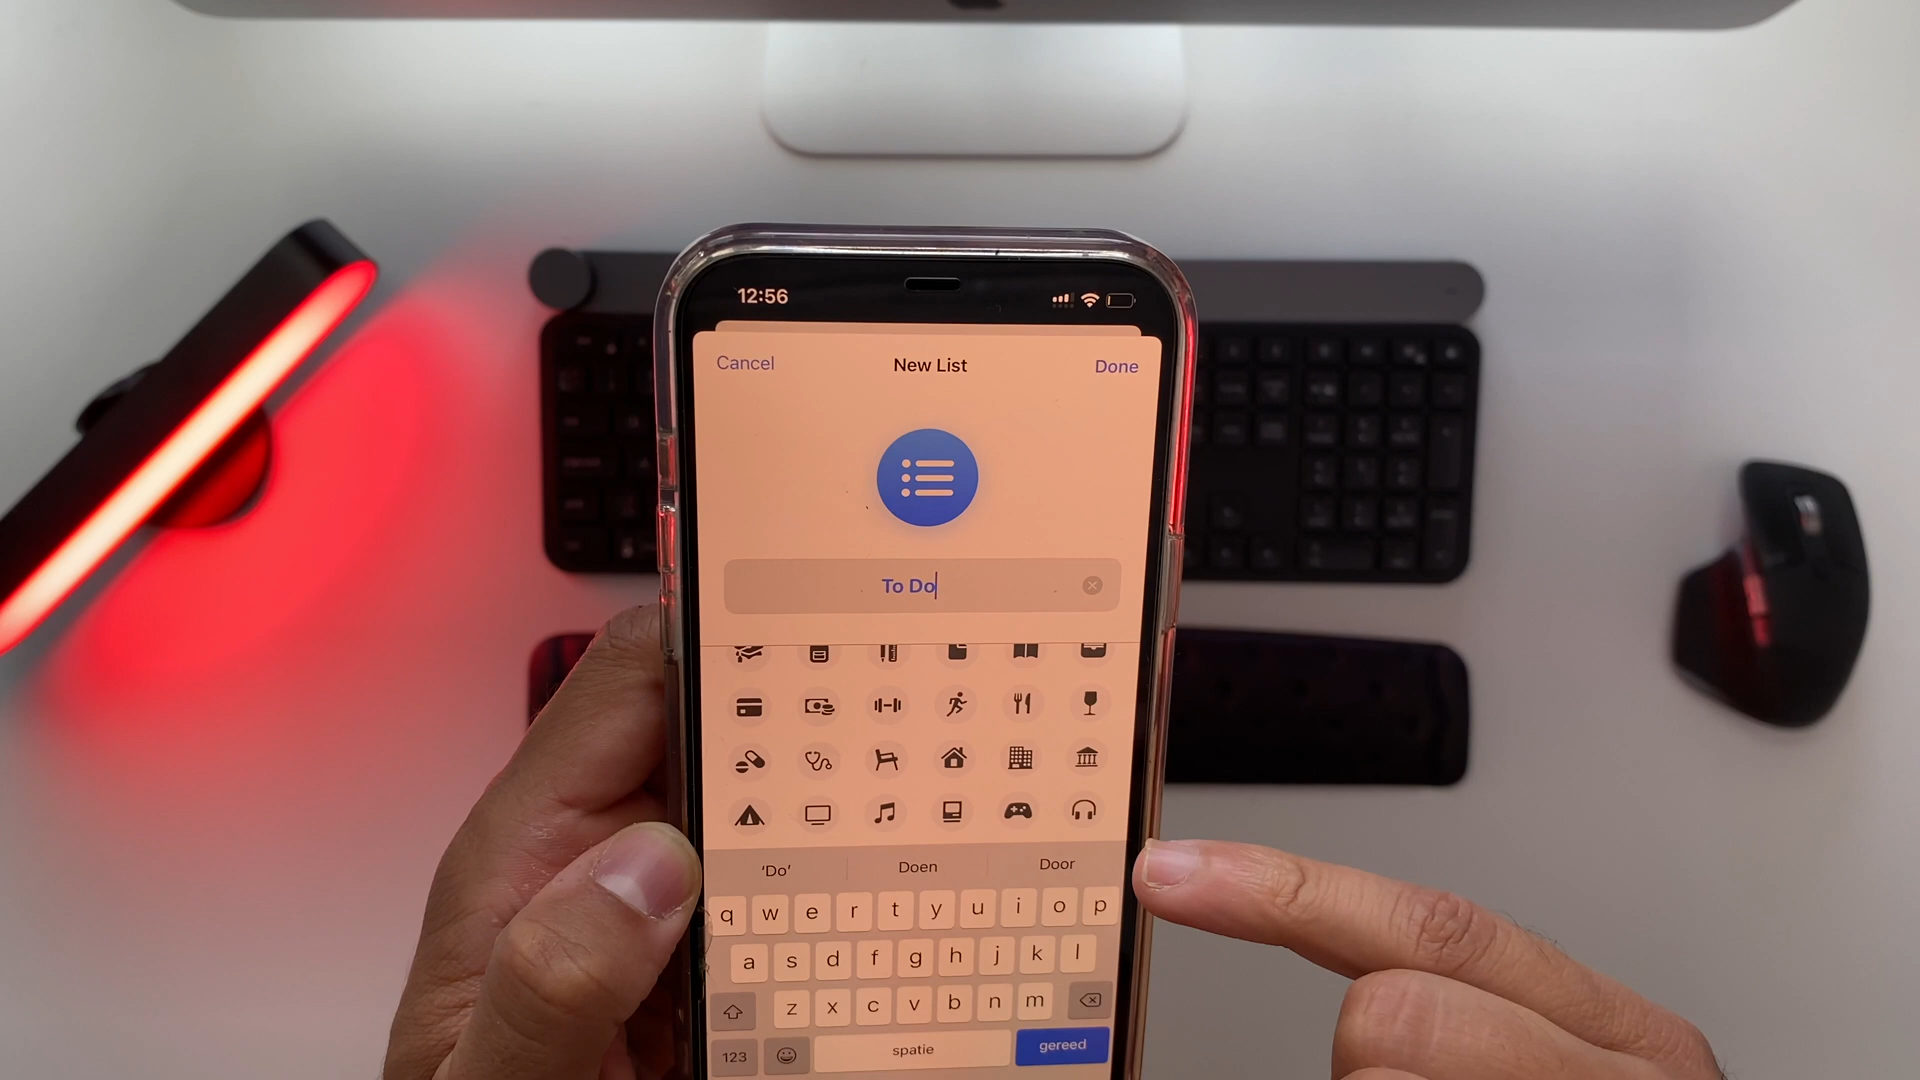 12:56
Cancel New List Done
To Do
'Do' Doen Door
q w e r t y u i o p
a s d f g h j k l
z x c v b n m
123 spatie gereed